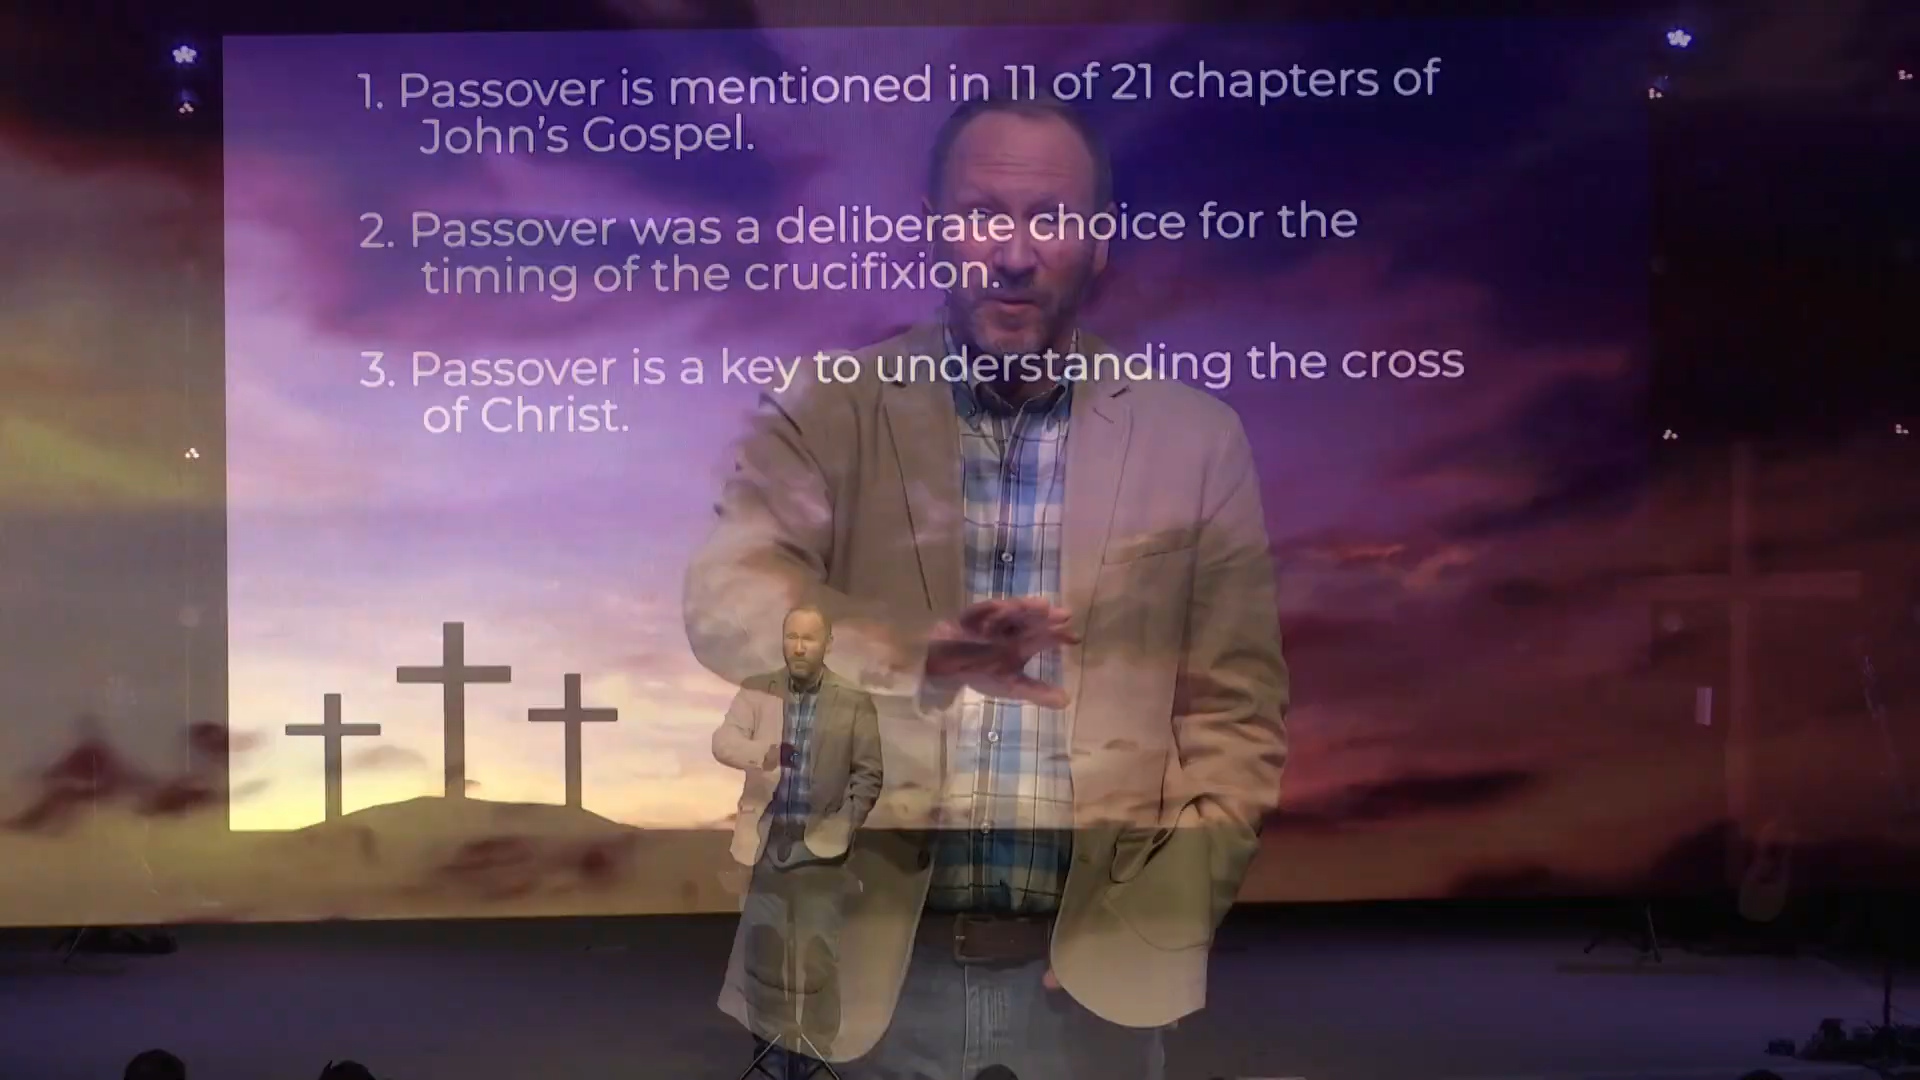 1. Passover is mentioned in 11 of 21 chapters of
John's Gospel.
2. Passover was a deliberate choice for the
timing of the crucifixion.
3. Passover is a key to understanding the cross
of Christ.